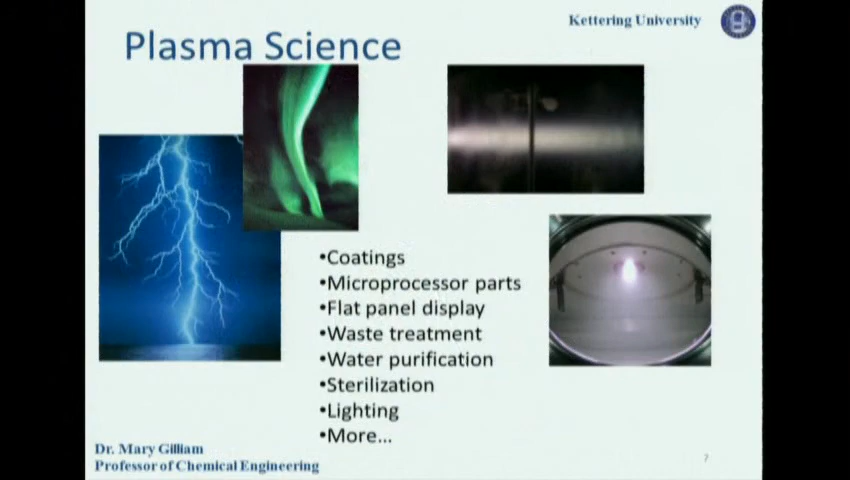 Kettering University
Plasma Science
•Coatings
•Microprocessor parts
•Flat panel display
•Waste treatment
•Water purification
•Sterilization
•Lighting
•More...
Dr. Mary Gilliam
Professor of Chemical Engineering
7